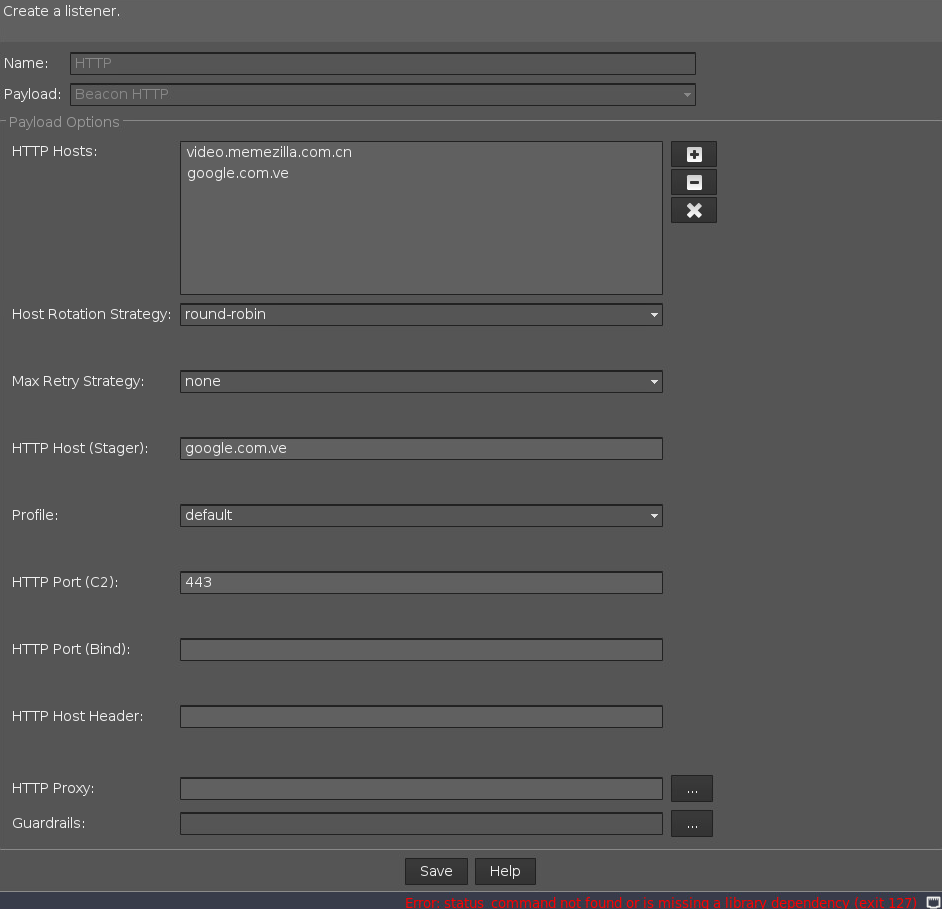 Create a listener.
Name: HTTP
Payload: Beacon HTTP
Payload Options
HTTP Hosts: video.memezilla.com.cn
google.com.ve
Host Rotation Strategy: round-robin
Max Retry Strategy: none
HTTP Host (Stager): google.com.ve
Profile: default
HTTP Port (C2): 443
HTTP Port (Bind):
HTTP Host Header:
HTTP Proxy: ...
Guardrails: ...
Save Help
Error: status_command not found or is missing a library dependency (exit 127)